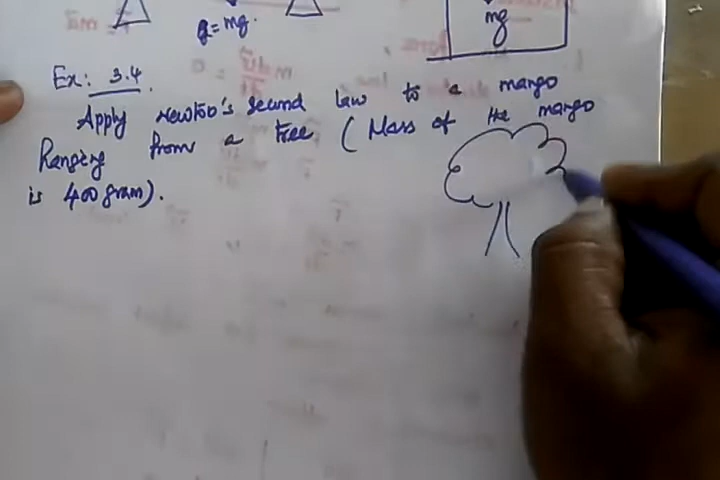 mg
g = mg.
Ex: 3.4.
Apply newton's second law to a mango
hanging from a tree (Mass of the mango
is 400 gram).